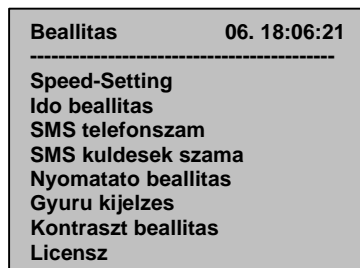 Beallitas 06. 18:06:21
-------------------------------------------
Speed-Setting
Ido beallitas
SMS telefonszam
SMS kuldesek szama
Nyomatato beallitas
Gyuru kijelzes
Kontraszt beallitas
Licensz